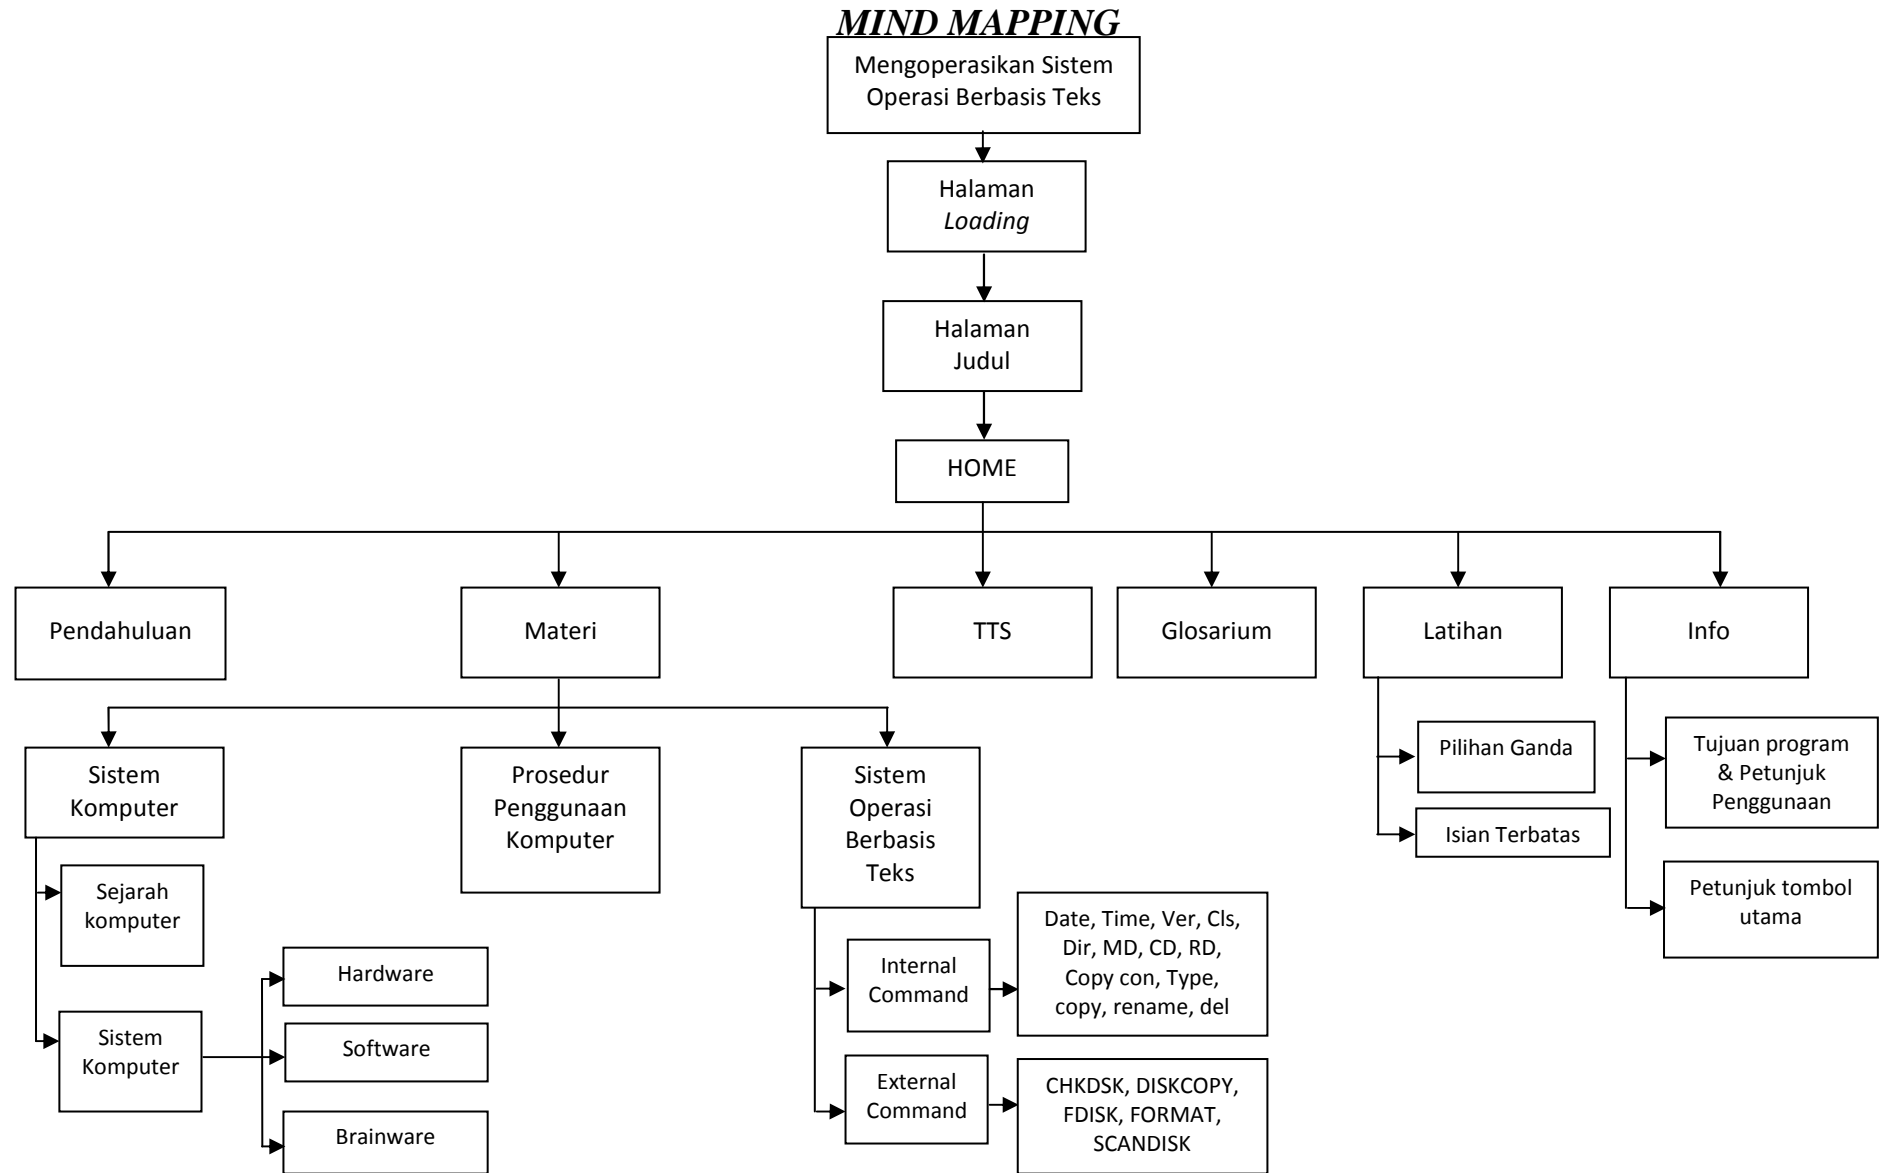 MIND MAPPING
Mengoperasikan Sistem
Operasi Berbasis Teks
Halaman
Loading
Halaman
Judul
HOME
Pendahuluan
Materi
TTS
Glosarium
Latihan
Info
Sistem
Komputer
Prosedur
Penggunaan
Komputer
Sistem
Operasi
Berbasis
Teks
Pilihan Ganda
Isian Terbatas
Tujuan program
& Petunjuk
Penggunaan
Petunjuk tombol
utama
Sejarah
komputer
Sistem
Komputer
Hardware
Software
Brainware
Internal
Command
Date, Time, Ver, Cls,
Dir, MD, CD, RD,
Copy con, Type,
copy, rename, del
External
Command
CHKDSK, DISKCOPY,
FDISK, FORMAT,
SCANDISK